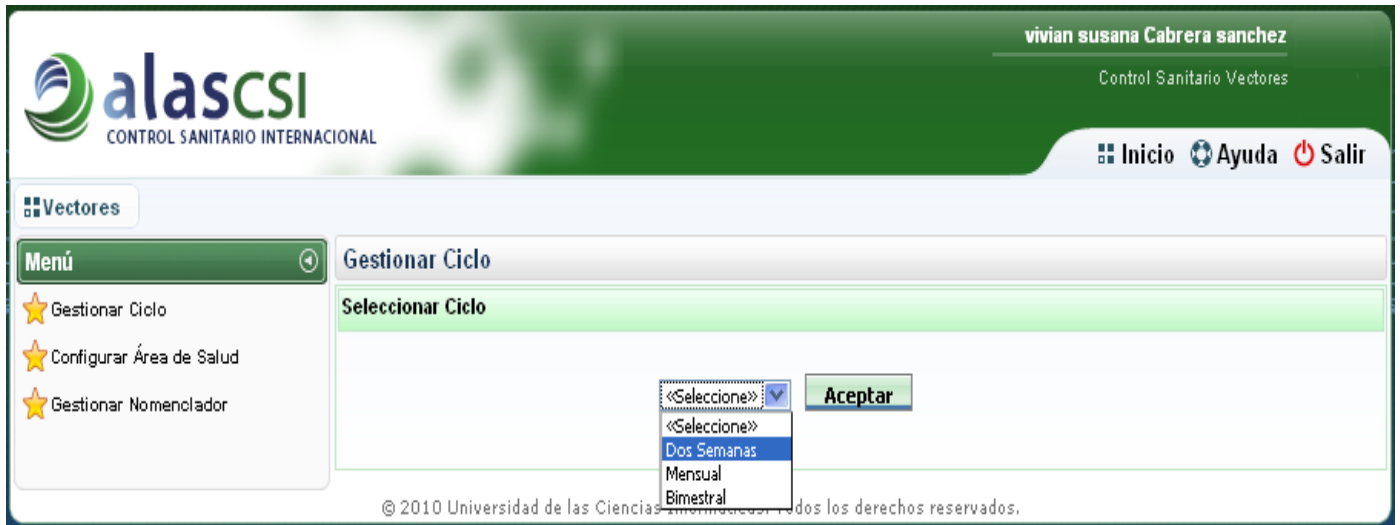 vivian susana Cabrera sanchez
Control Sanitario Vectores
alascsi
CONTROL SANITARIO INTERNACIONAL
Inicio Ayuda Salir
Vectores
Menú
Gestionar Ciclo
Configurar Área de Salud
Gestionar Nomenclador
Gestionar Ciclo
Seleccionar Ciclo
«Seleccione» Aceptar
«Seleccione»
Dos Semanas
Mensual
Bimestral
© 2010 Universidad de las Ciencias los derechos reservados.